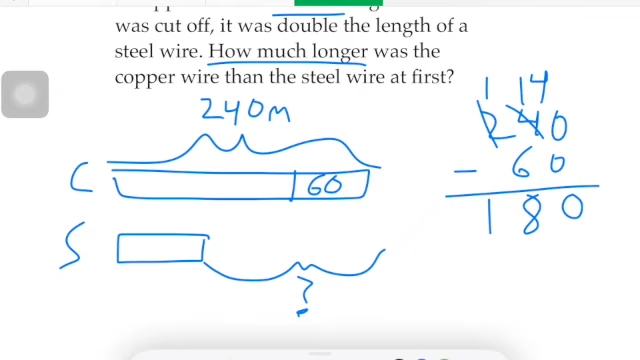 was cut off, it was double the length of a
steel wire. How much longer was the
copper wire than the steel wire at first?
240m
C 60
S
?
1 14
240
- 60
180